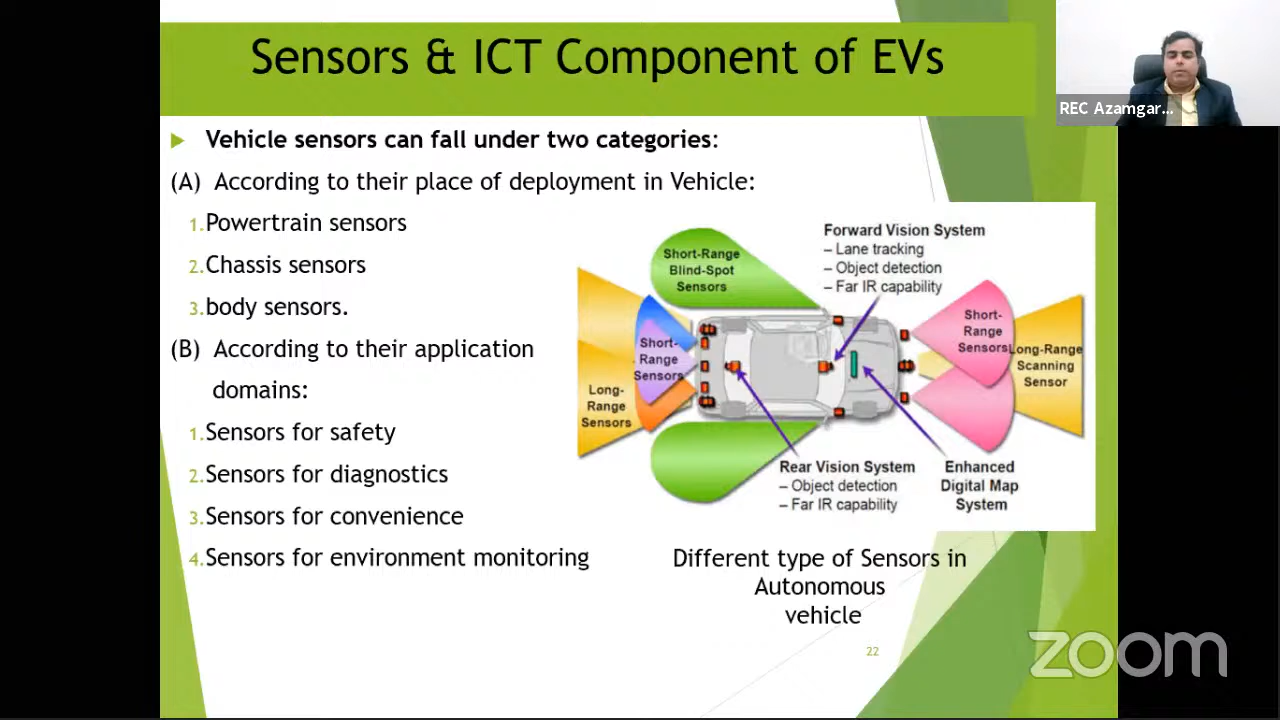 Sensors & ICT Component of EVs
REC Azamgar...
Vehicle sensors can fall under two categories:
(A) According to their place of deployment in Vehicle:
1.Powertrain sensors
2.Chassis sensors
3.body sensors.
(B) According to their application
domains:
1.Sensors for safety
2.Sensors for diagnostics
3.Sensors for convenience
4.Sensors for environment monitoring
Short-Range
Blind-Spot
Sensors
Forward Vision System
– Lane tracking
– Object detection
– Far IR capability
Short-
Range
Sensors
Long-
Range
Sensors
Short-
Range
Sensors
Long-Range
Scanning
Sensor
Rear Vision System
– Object detection
– Far IR capability
Enhanced
Digital Map
System
Different type of Sensors in
Autonomous
vehicle
22
zoom